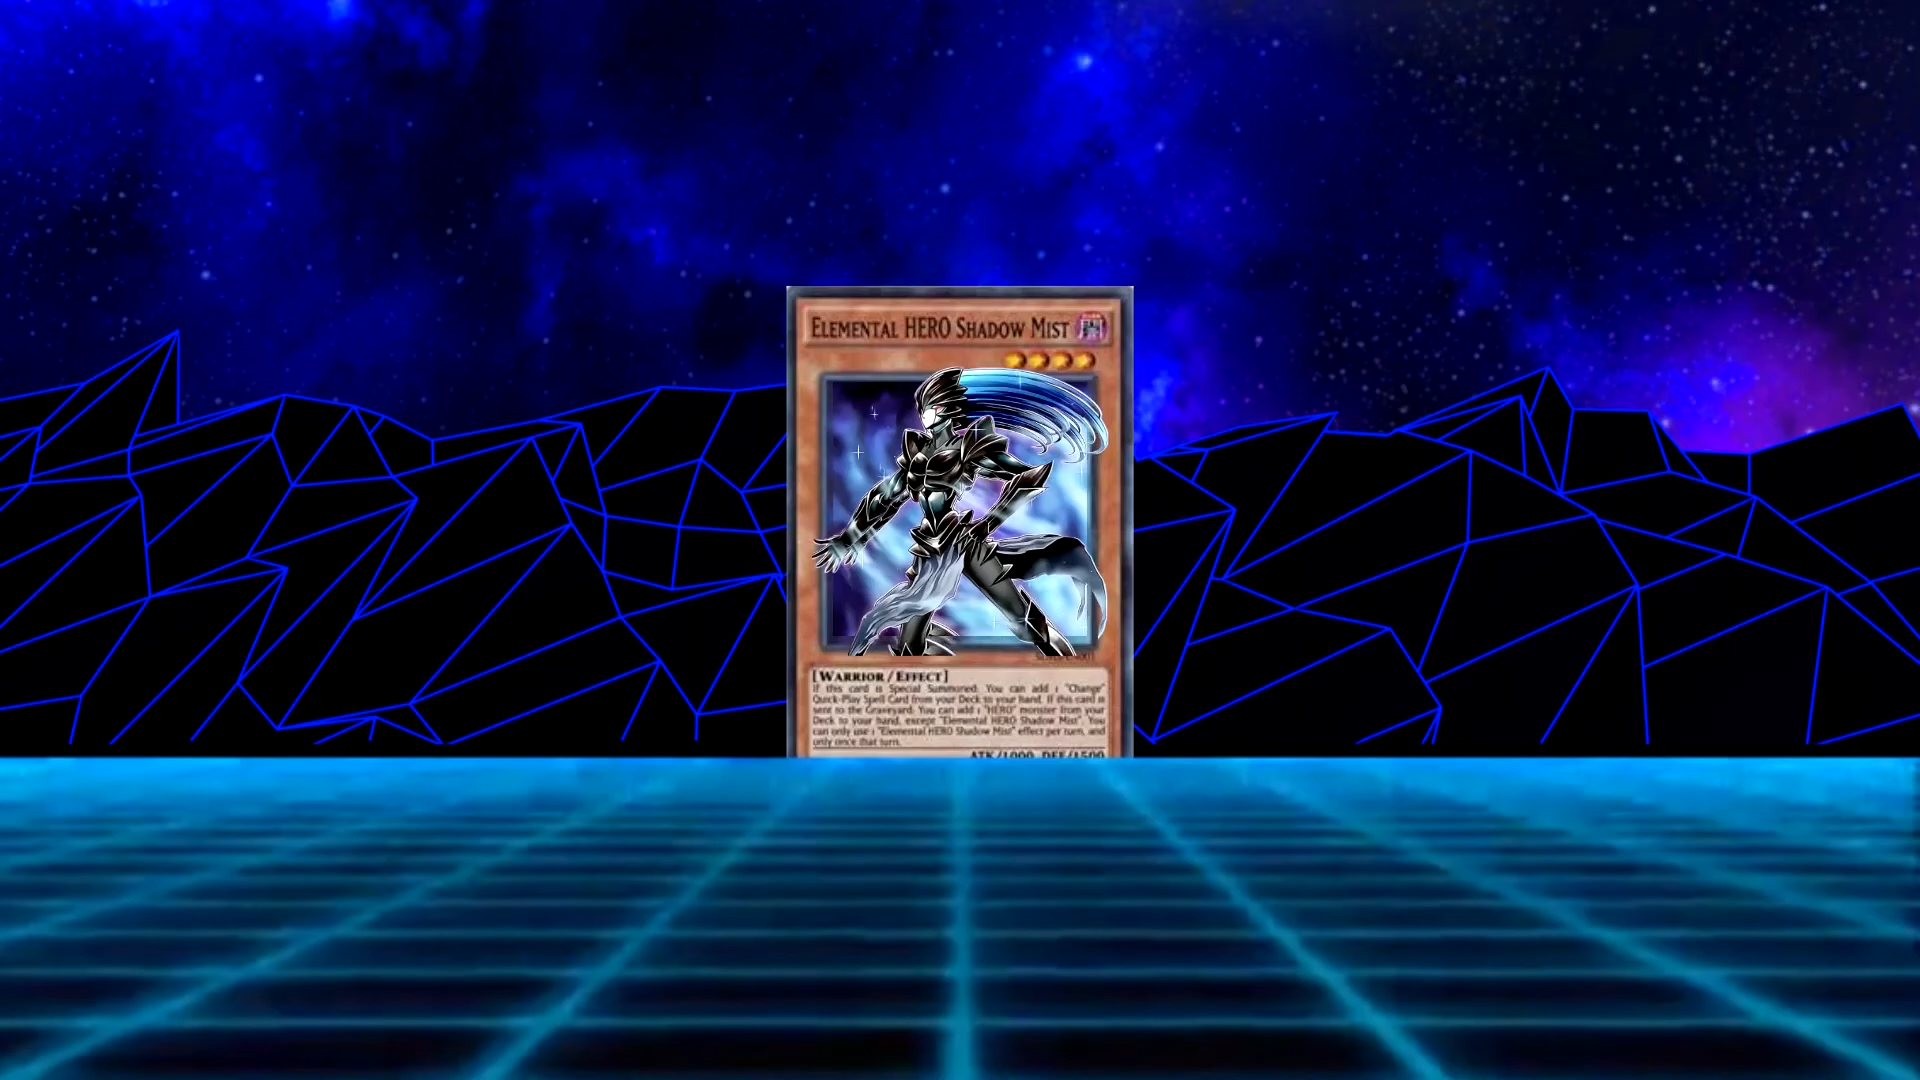 ELEMENTAL HERO SHADOW MIST
[WARRIOR / EFFECT]
If this card is Special Summoned: You can add 1 "Change"
Quick-Play Spell Card from your Deck to your hand. If this card is
sent to the Graveyard: You can add 1 "HERO" monster from your
Deck to your hand, except "Elemental HERO Shadow Mist". You
can only use 1 "Elemental HERO Shadow Mist" effect per turn, and
only once that turn.
ATK/1000 DEF/1500